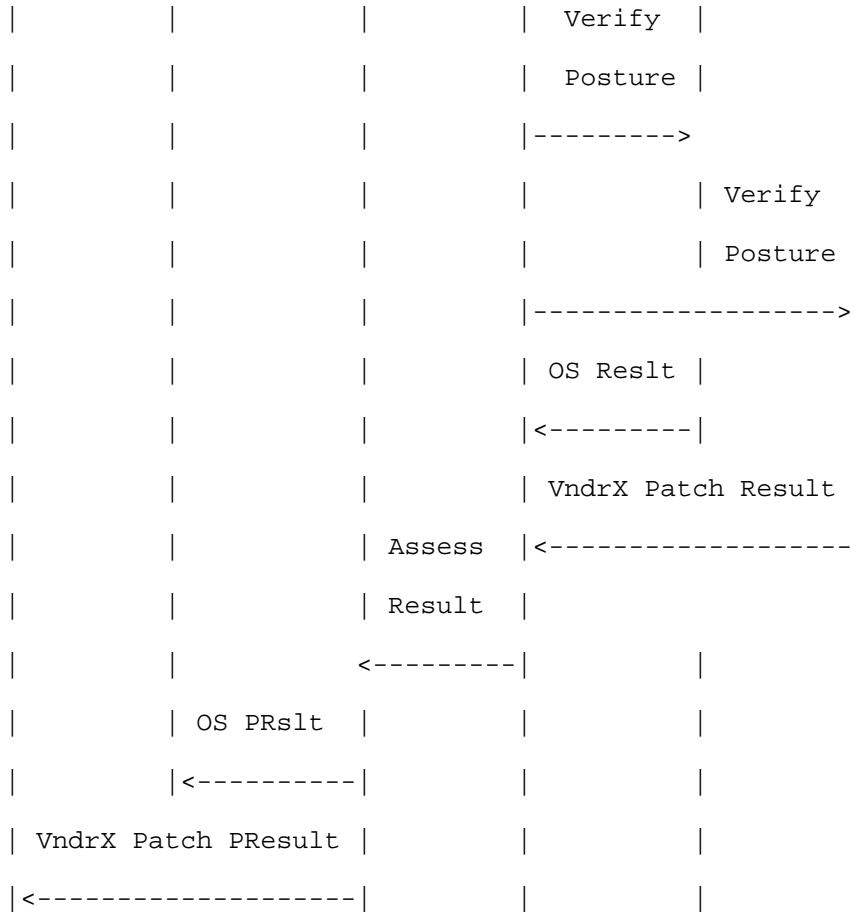 | | | | Verify |
| | | | Posture |
| | | |--------->
| | | | | Verify
| | | | | Posture
| | | |------------------->
| | | | OS Reslt |
| | | |<---------|
| | | | VndrX Patch Result
| | | Assess |<-------------------
| | | Result |
| | <---------| |
| | OS PRslt | | |
| |<----------| | |
| VndrX Patch PResult | | |
|<--------------------| | |